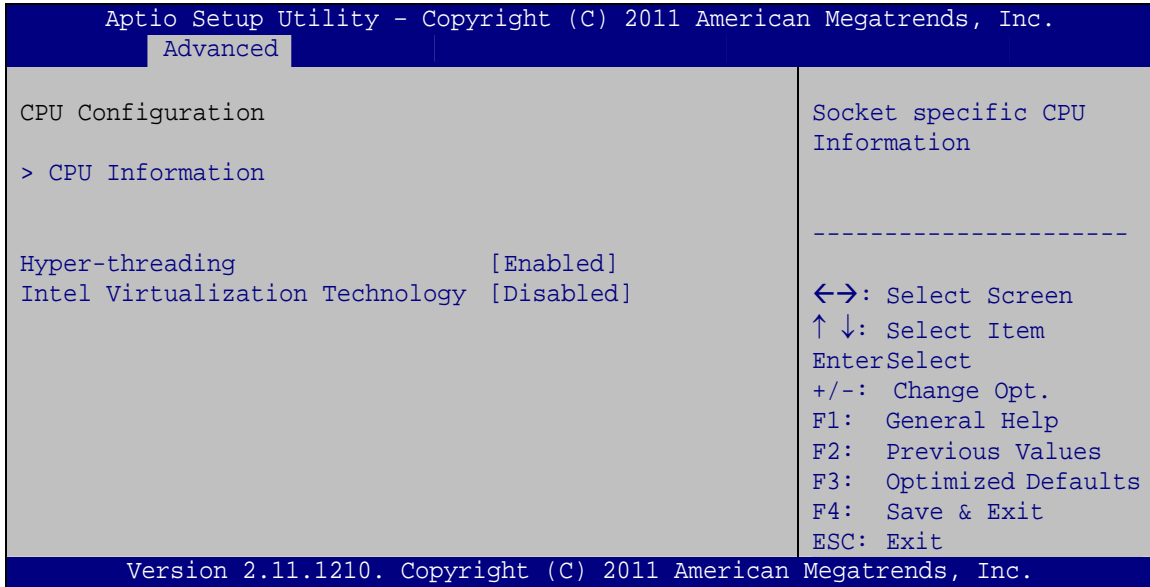 Aptio Setup Utility – Copyright (C) 2011 American Megatrends, Inc.
Advanced
CPU Configuration
> CPU Information
Hyper-threading [Enabled]
Intel Virtualization Technology [Disabled]
Socket specific CPU
Information
----------------------
←→: Select Screen
↑ ↓: Select Item
EnterSelect
+/-: Change Opt.
F1: General Help
F2: Previous Values
F3: Optimized Defaults
F4: Save & Exit
ESC: Exit
Version 2.11.1210. Copyright (C) 2011 American Megatrends, Inc.